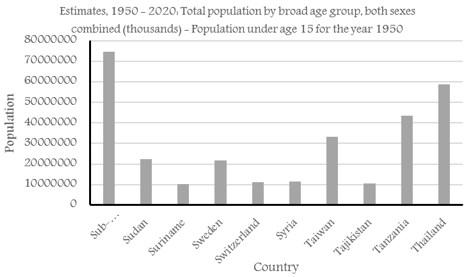 Estimates, 1950 - 2020: Total population by broad age group, both sexes
combined (thousands) - Population under age 15 for the year 1950
80000000
70000000
60000000
50000000
40000000
30000000
20000000
10000000
0
Population
Sub-…
Sudan
Suriname
Sweden
Switzerland
Syria
Taiwan
Tajikistan
Tanzania
Thailand
Country